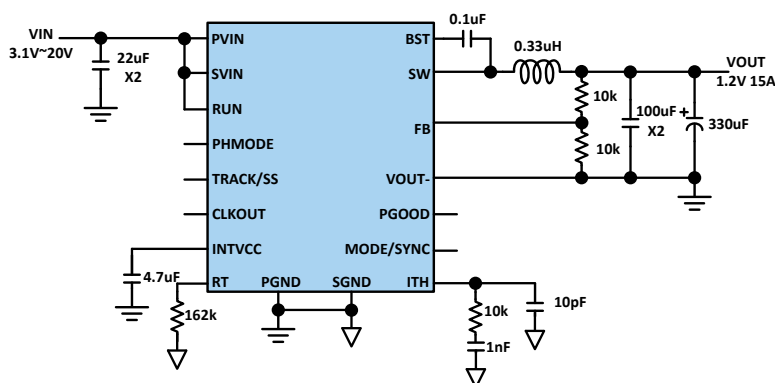 VIN
3.1V~20V
22uF
X2
PVIN
SVIN
RUN
PHMODE
TRACK/SS
CLKOUT
INTVCC
4.7uF
RT
162k
PGND
SGND
BST
SW
FB
VOUT-
PGOOD
MODE/SYNC
ITH
0.1uF
0.33uH
VOUT
1.2V 15A
10k
10k
100uF
X2
+
330uF
10k
1nF
10pF